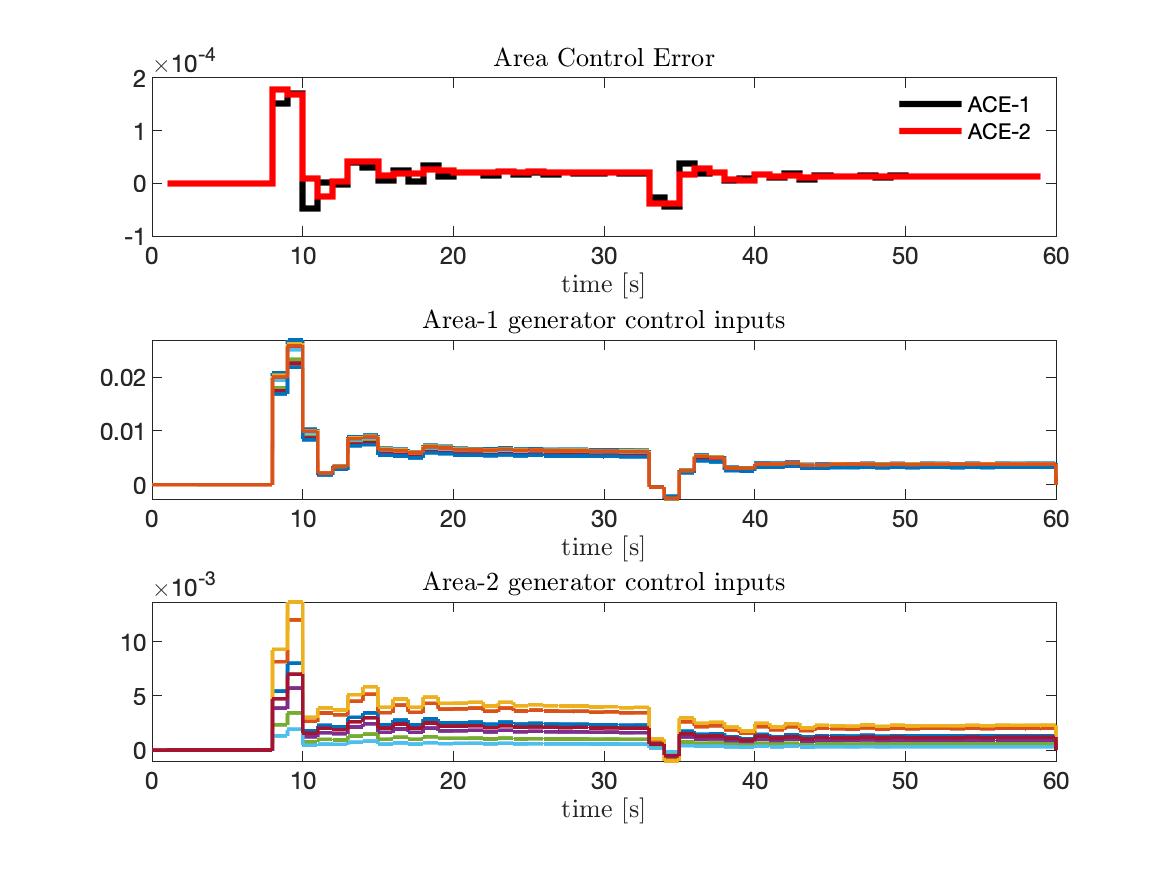 Area Control Error
×10-4
2
1
0
-1
ACE-1
ACE-2
0 10 20 30 40 50 60
time [s]
Area-1 generator control inputs
0.02
0.01
0
0 10 20 30 40 50 60
time [s]
Area-2 generator control inputs
×10-3
10
5
0
0 10 20 30 40 50 60
time [s]